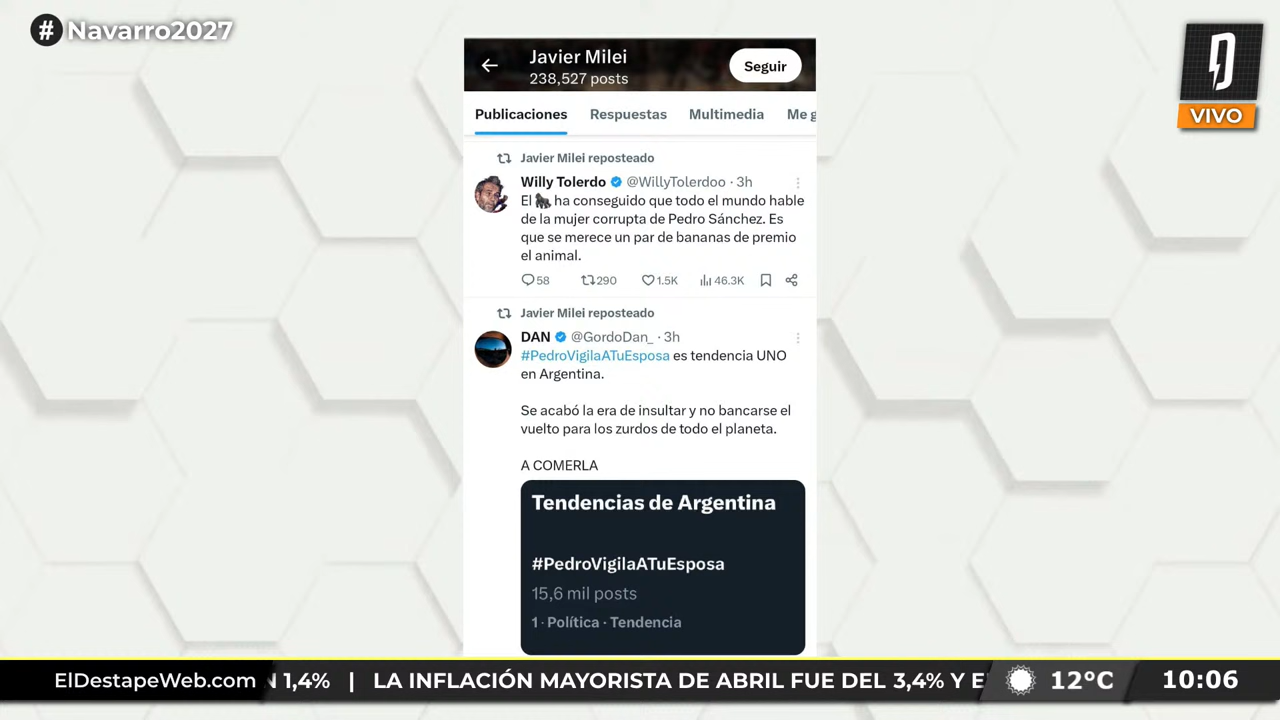 # Navarro2027
Javier Milei
238,527 posts
Seguir
VIVO
Publicaciones Respuestas Multimedia Me g
Javier Milei reposteado
Willy Tolerdo @WillyTolerdoo · 3h
El 🦍 ha conseguido que todo el mundo hable
de la mujer corrupta de Pedro Sánchez. Es
que se merece un par de bananas de premio
el animal.
58 290 1.5K 46.3K
Javier Milei reposteado
DAN @GordoDan_ · 3h
#PedroVigilaATuEsposa es tendencia UNO
en Argentina.
Se acabó la era de insultar y no bancarse el
vuelto para los zurdos de todo el planeta.
A COMERLA
Tendencias de Argentina
#PedroVigilaATuEsposa
15,6 mil posts
1 · Política · Tendencia
ElDestapeWeb.com N 1,4% | LA INFLACIÓN MAYORISTA DE ABRIL FUE DEL 3,4% Y E 12°C 10:06